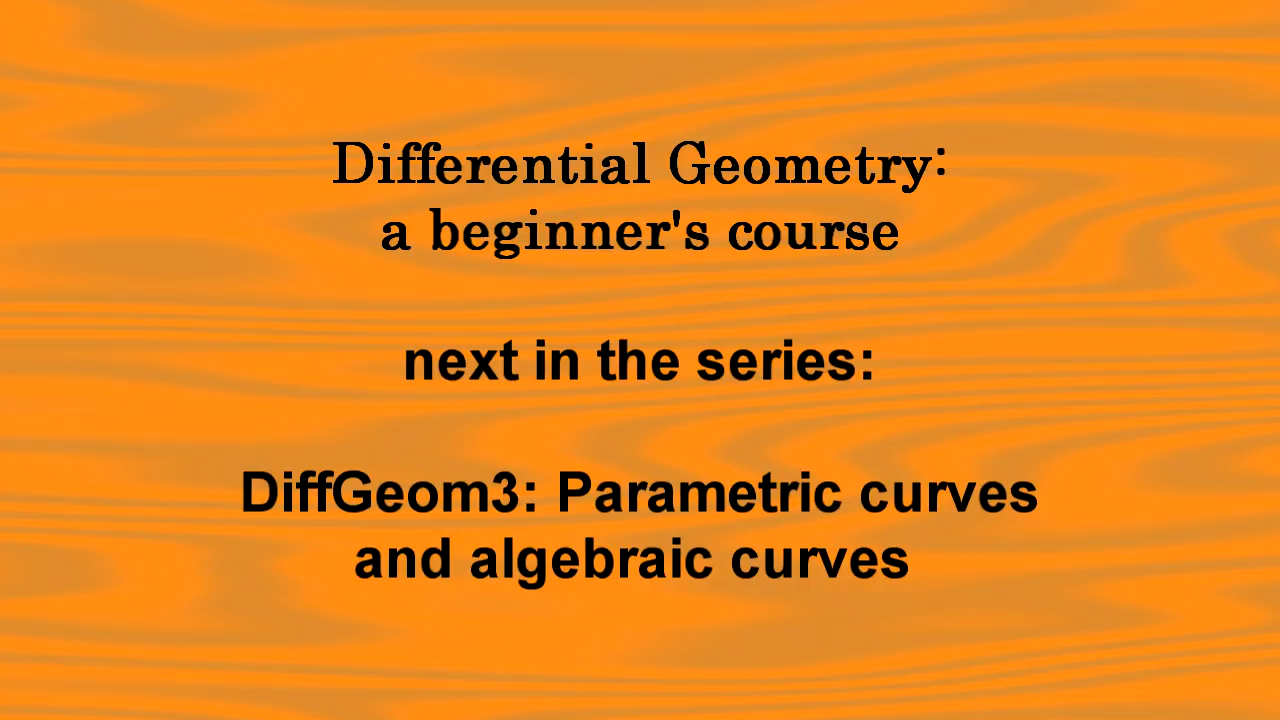 Differential Geometry:
a beginner's course
next in the series:
DiffGeom3: Parametric curves
and algebraic curves